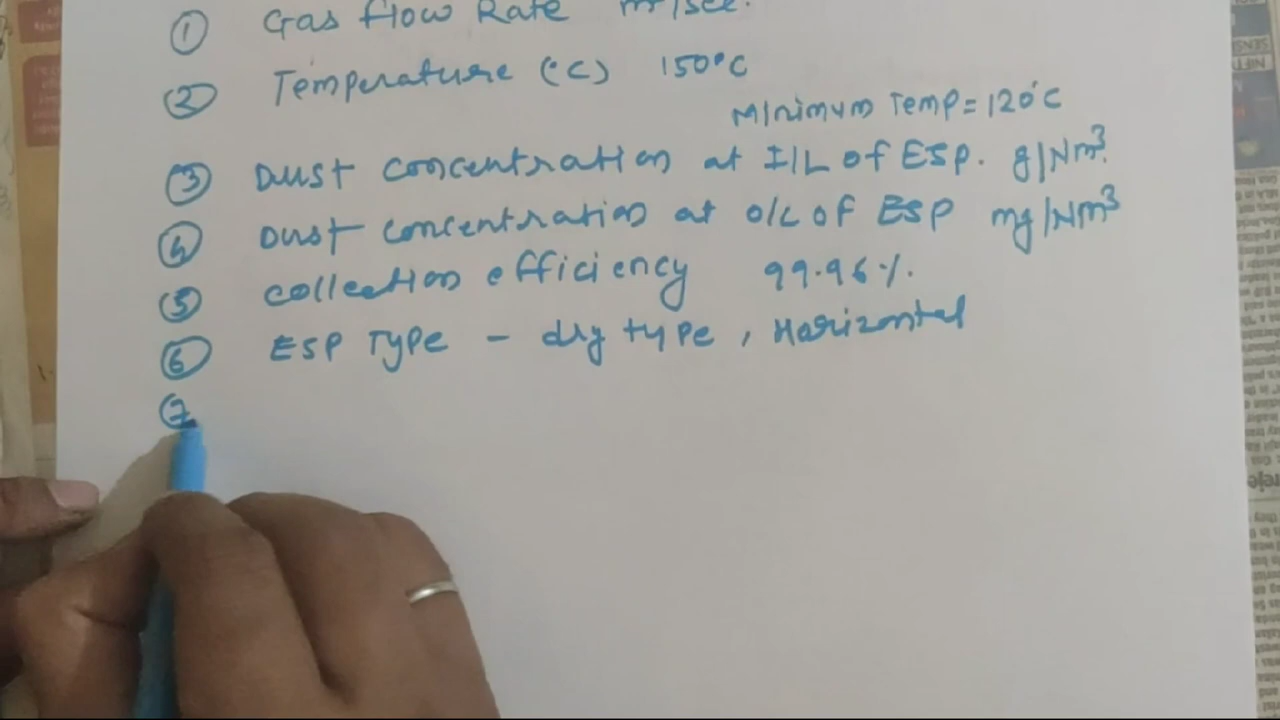 ① Gas flow Rate m³/sec.
② Temperature (°C) 150°C
Minimum Temp = 120°C
③ Dust concentration at I/L of ESP. g/Nm³.
④ Dust concentration at O/L of ESP mg/Nm³
⑤ collection efficiency 99.96%.
⑥ ESP Type - dry type, Horizontal
⑦